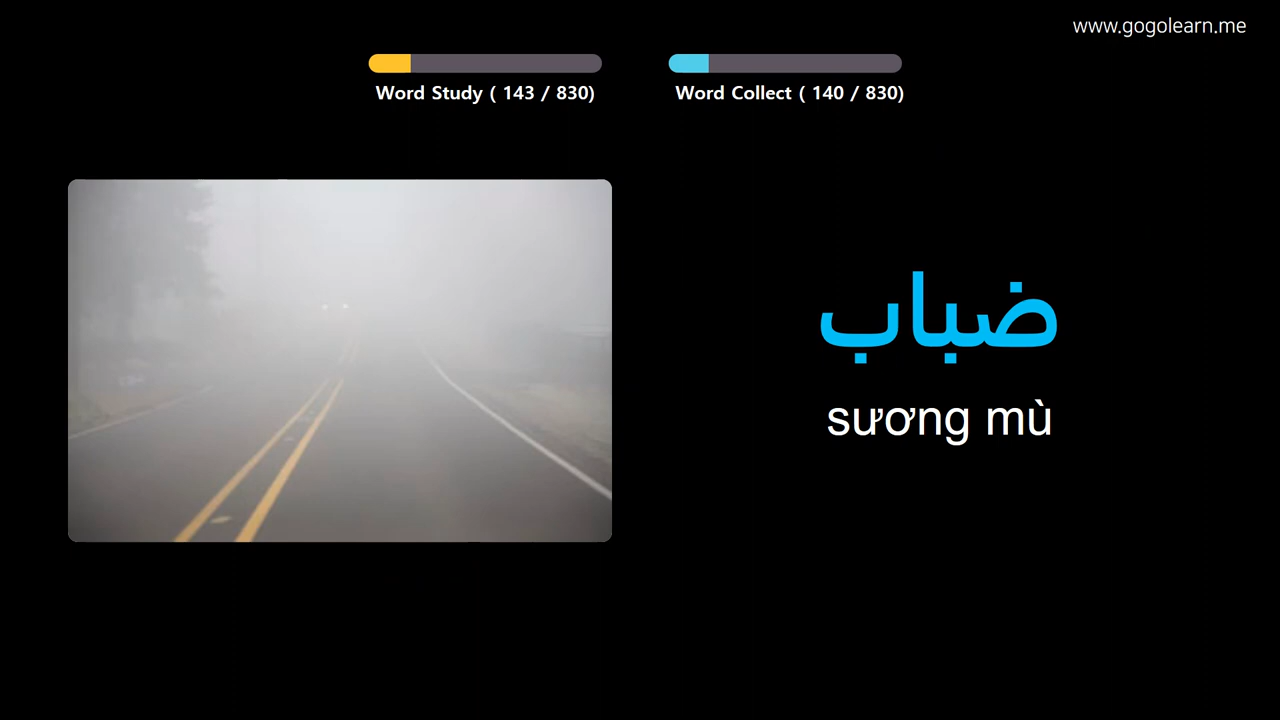 www.gogolearn.me
Word Study ( 143 / 830)
Word Collect ( 140 / 830)
ضباب
sương mù